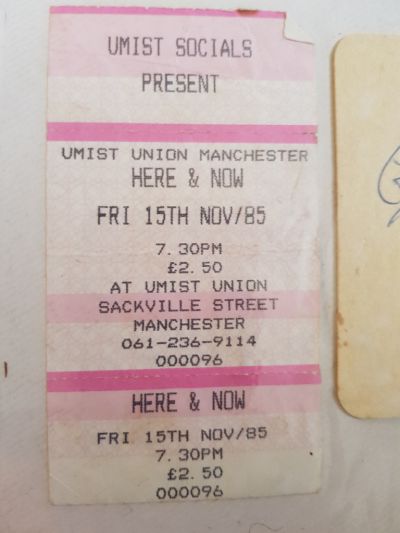 UMIST SOCIALS
PRESENT
UMIST UNION MANCHESTER
HERE & NOW
FRI 15TH NOV/85
7.30PM
£2.50
AT UMIST UNION
SACKVILLE STREET
MANCHESTER
061-236-9114
000096
HERE & NOW
FRI 15TH NOV/85
7.30PM
£2.50
000096